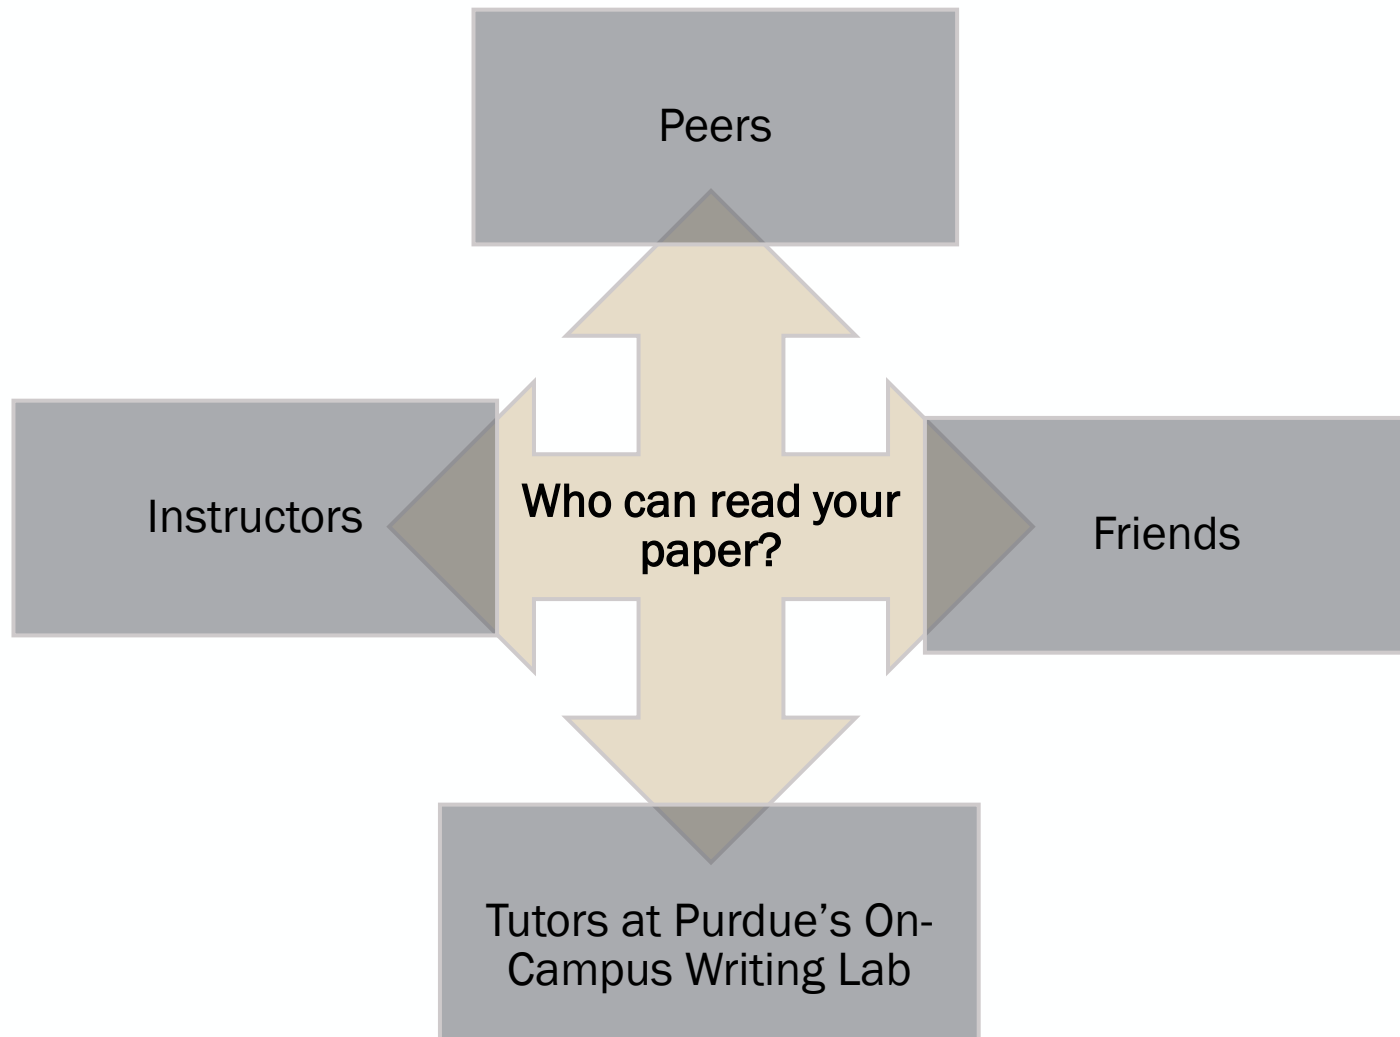 Peers
Instructors
Who can read your
paper?
Friends
Tutors at Purdue’s On-
Campus Writing Lab